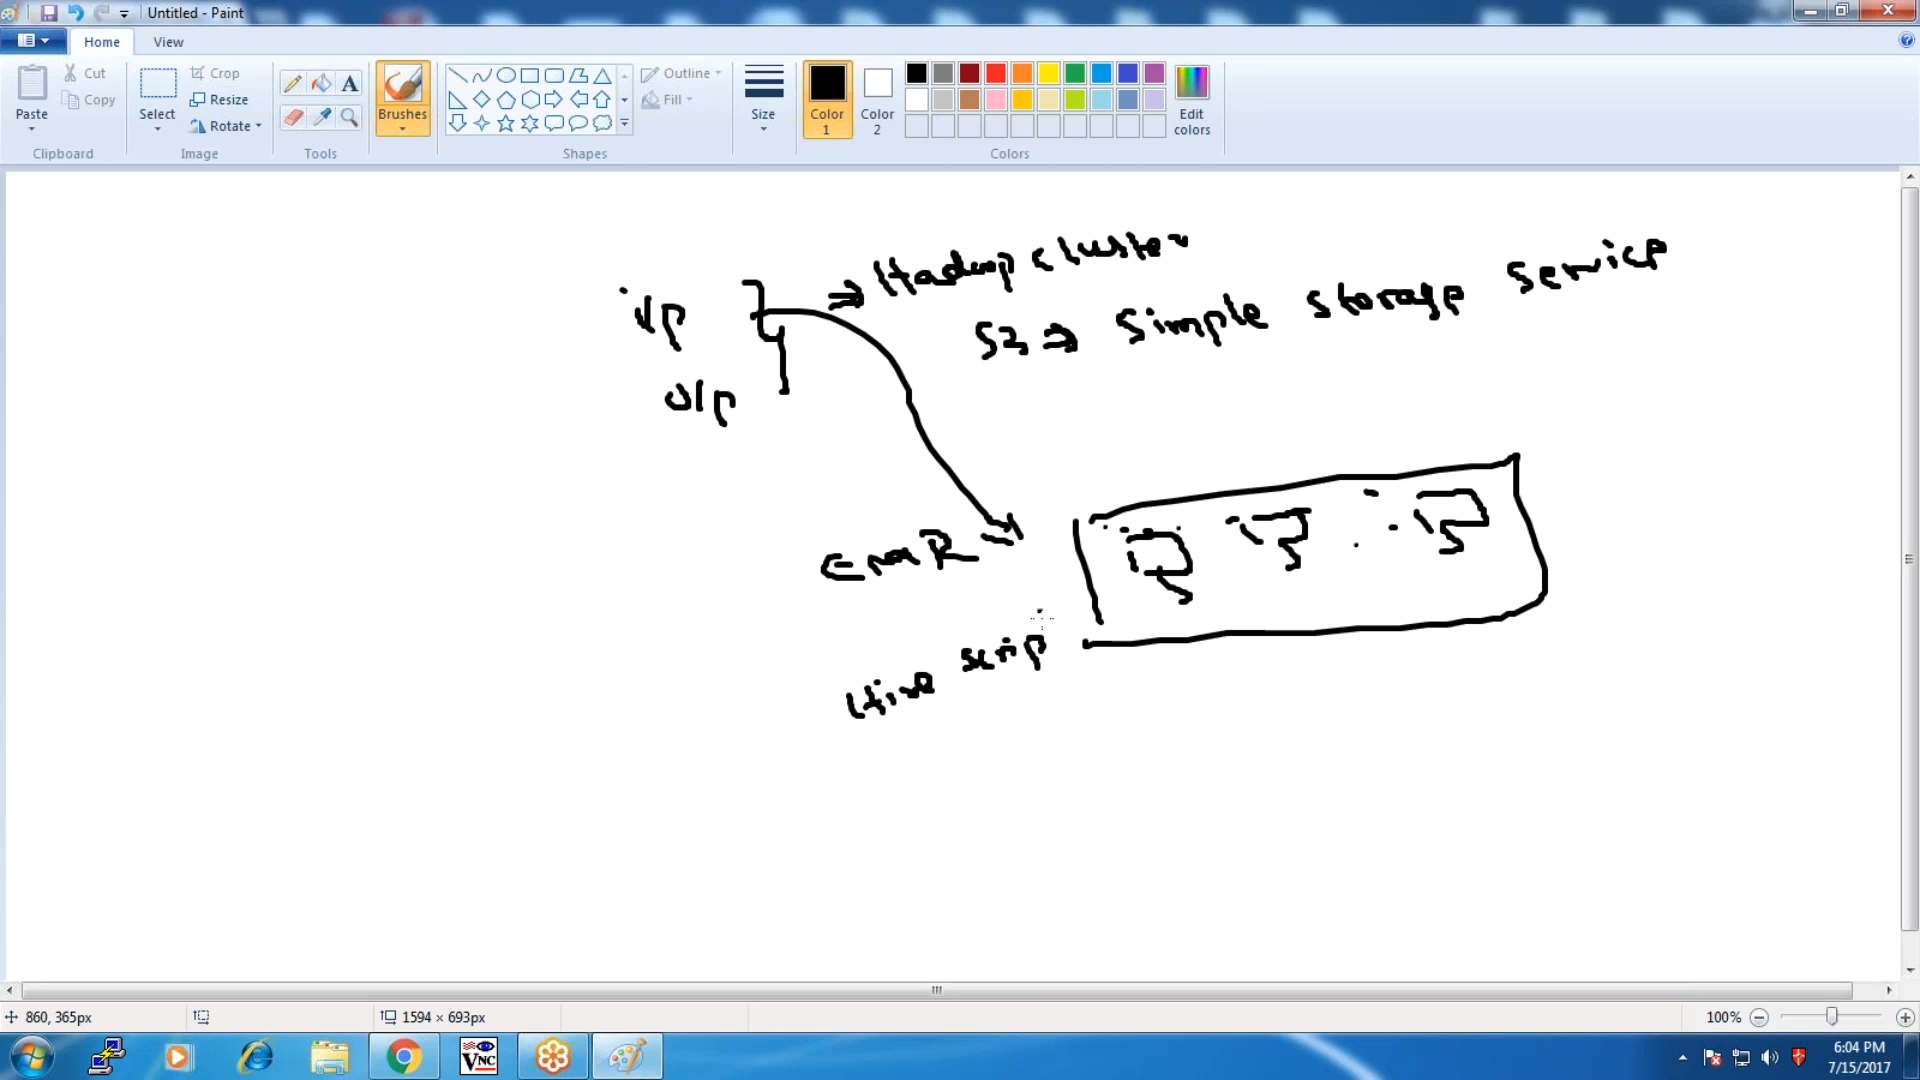 Untitled - Paint
Home View
Paste
Cut
Copy
Clipboard
Select
Crop
Resize
Rotate
Image
Tools
Brushes
Shapes
Outline
Fill
Size
Color 1
Color 2
Edit colors
Colors
i/p ⇒ Hadoop cluster
S3 ⇒ Simple storage service
o/p
EMR
Hive scrip
860, 365px
1594 × 693px
100%
VNC
6:04 PM
7/15/2017